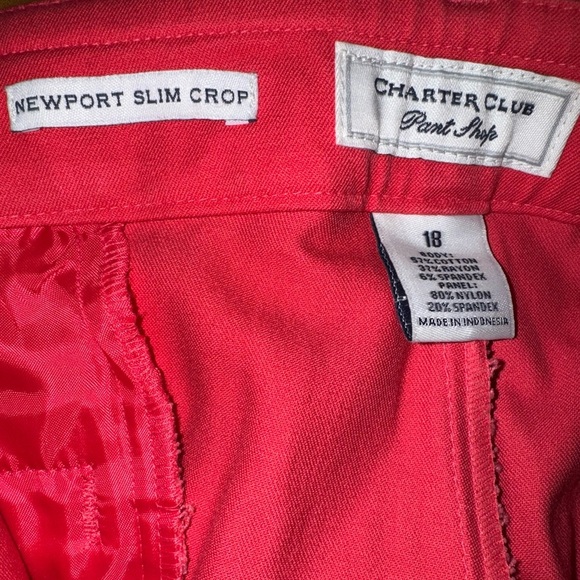 NEWPORT SLIM CROP
CHARTER CLUB
Pant Shop
18
BODY:
57% COTTON
37% RAYON
6% SPANDEX
PANEL:
80% NYLON
20% SPANDEX
MADE IN INDONESIA